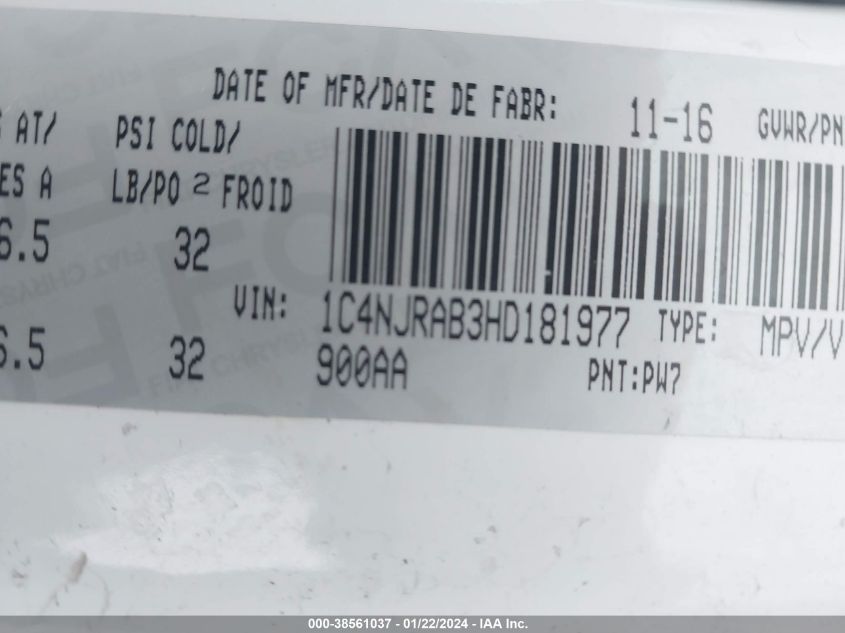 DATE OF MFR/DATE DE FABR: 11-16 GVWR/PN
AT/ PSI COLD/
ES A LB/PO 2 FROID
6.5 32
VIN: 1C4NJRAB3HD181977 TYPE: MPV/V
6.5 32 900AA PNT:PW7
000-38561037 - 01/22/2024 - IAA Inc.